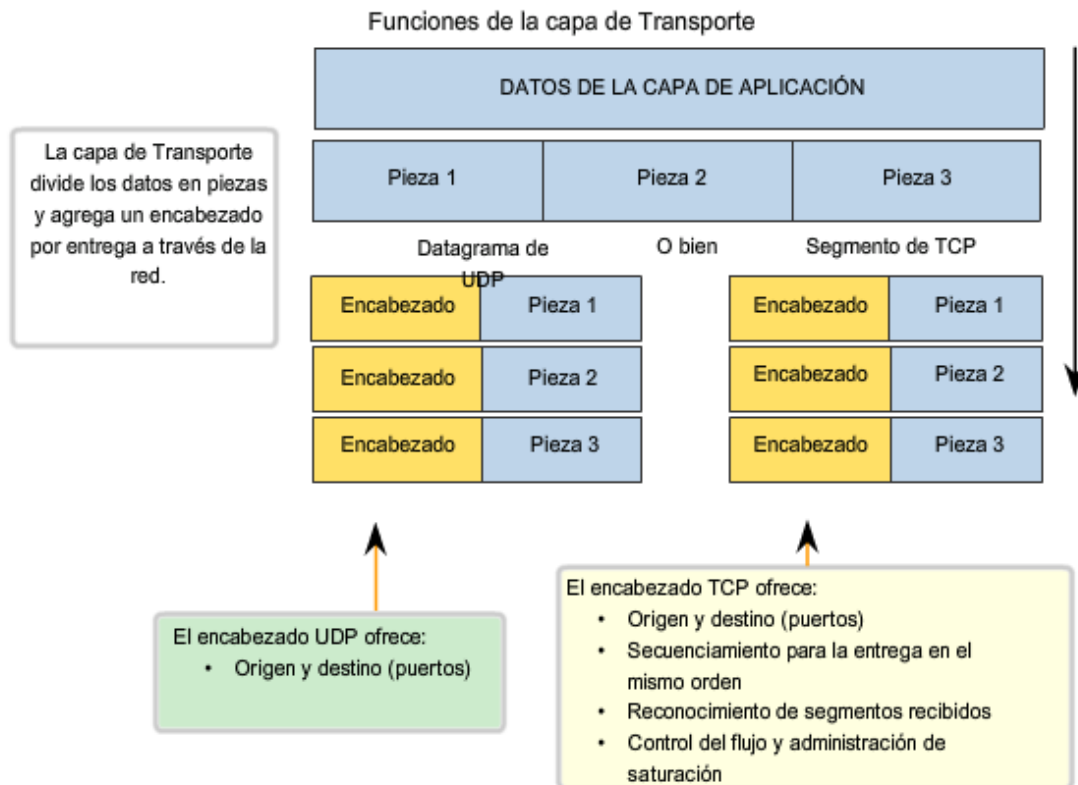 Funciones de la capa de Transporte
DATOS DE LA CAPA DE APLICACIÓN
La capa de Transporte
divide los datos en piezas
y agrega un encabezado
por entrega a través de la
red.
Pieza 1
Pieza 2
Pieza 3
Datagrama de
UDP
O bien
Segmento de TCP
Encabezado
Pieza 1
Encabezado
Pieza 2
Encabezado
Pieza 3
Encabezado
Pieza 1
Encabezado
Pieza 2
Encabezado
Pieza 3
El encabezado UDP ofrece:
• Origen y destino (puertos)
El encabezado TCP ofrece:
• Origen y destino (puertos)
• Secuenciamiento para la entrega en el
mismo orden
• Reconocimiento de segmentos recibidos
• Control del flujo y administración de
saturación